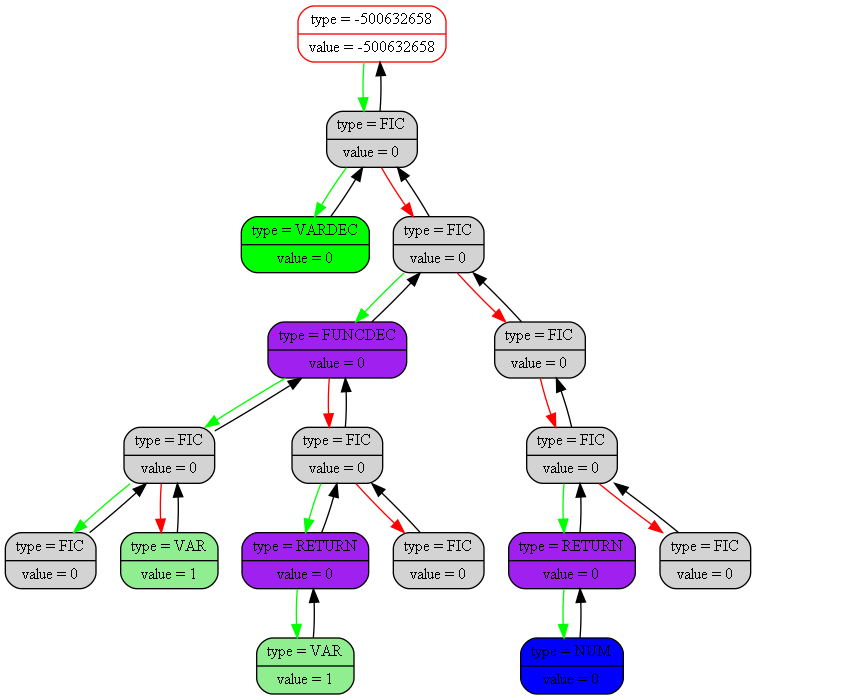 type = -500632658
value = -500632658
type = FIC
value = 0
type = VARDEC
value = 0
type = FIC
value = 0
type = FUNCDEC
value = 0
type = FIC
value = 0
type = FIC
value = 0
type = FIC
value = 0
type = FIC
value = 0
type = FIC
value = 0
type = VAR
value = 1
type = RETURN
value = 0
type = FIC
value = 0
type = RETURN
value = 0
type = FIC
value = 0
type = VAR
value = 1
type = NUM
value = 0